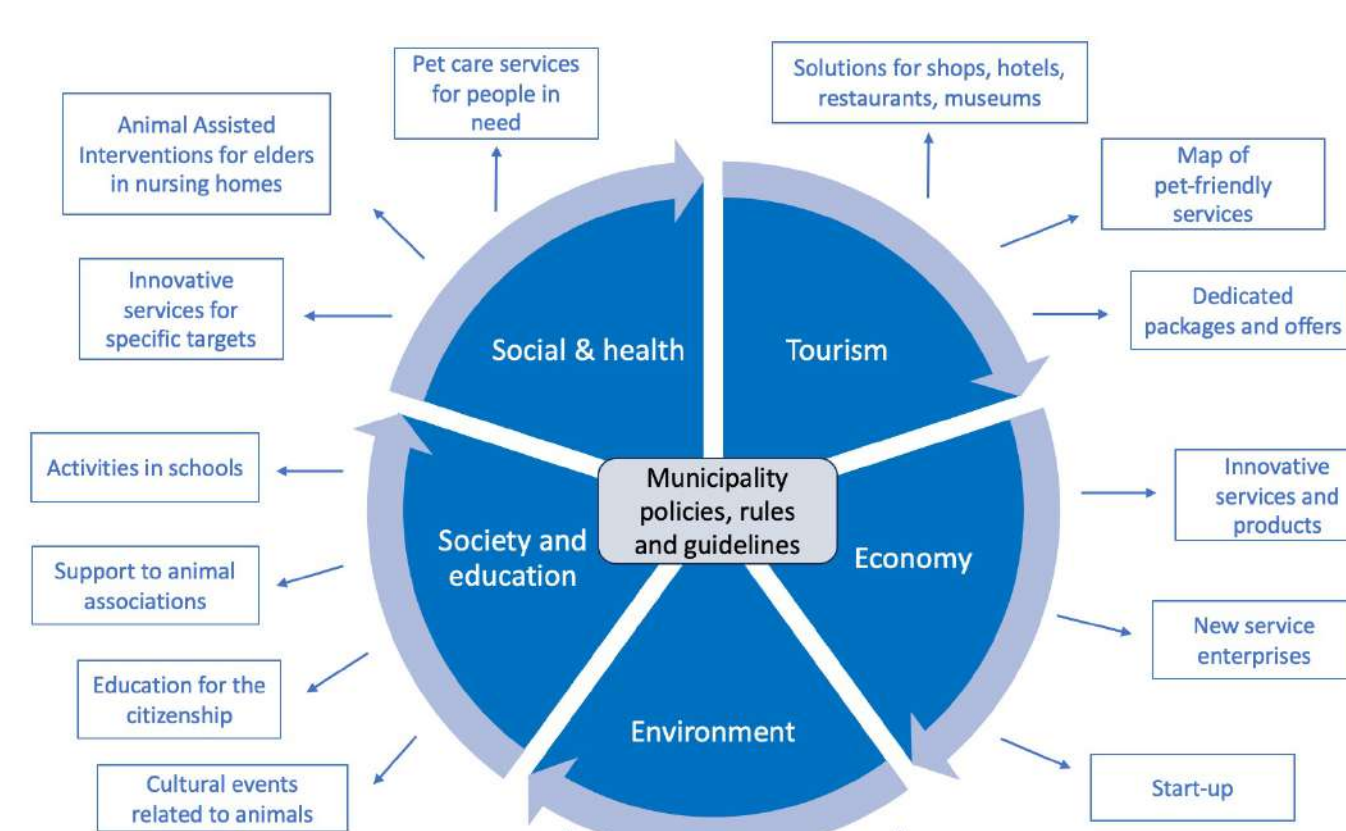 Pet care services
for people in
need
Solutions for shops, hotels,
restaurants, museums
Animal Assisted
Interventions for elders
in nursing homes
Map of
pet-friendly
services
Innovative
services for
specific targets
Dedicated
packages and offers
Social & health
Tourism
Activities in schools
Innovative
services and
products
Municipality
policies, rules
and guidelines
Society and
education
Economy
Support to animal
associations
New service
enterprises
Education for the
citizenship
Environment
Cultural events
related to animals
Start-up